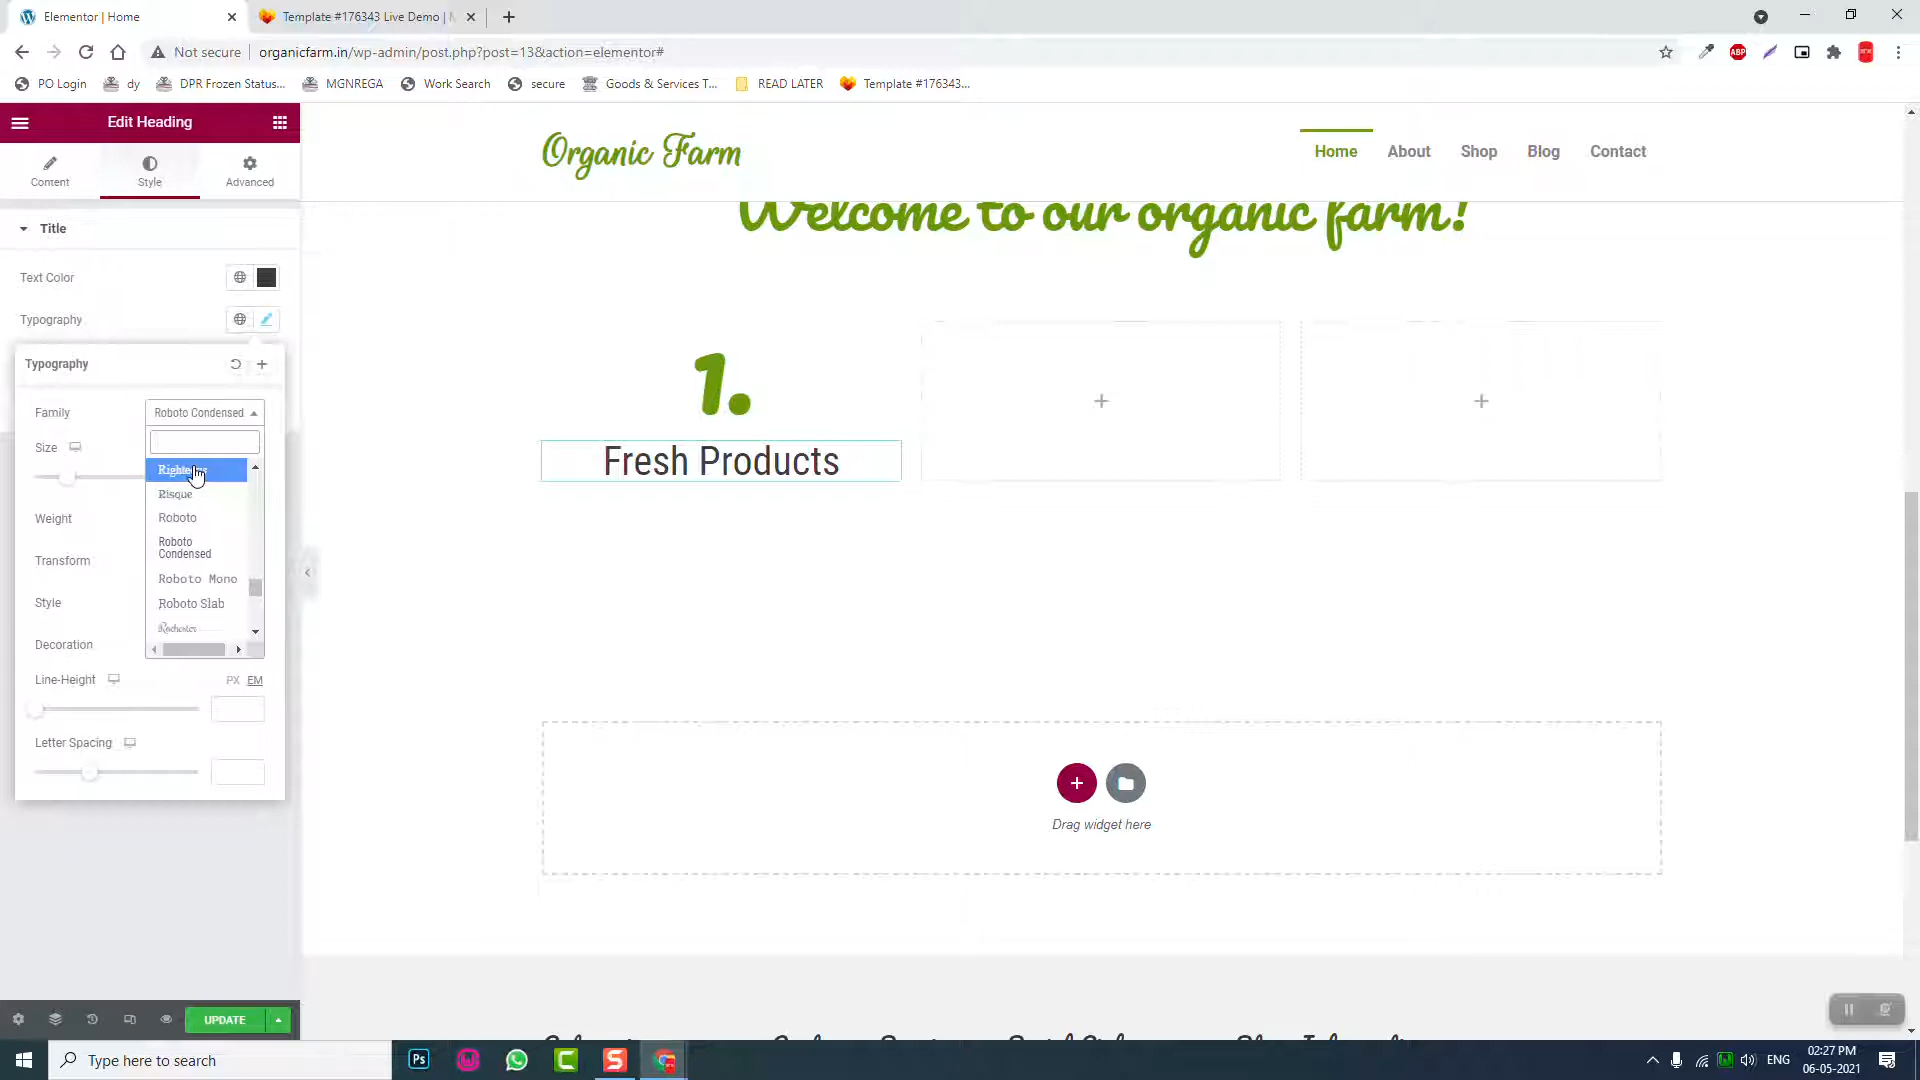 Elementor | Home
Template #176343 Live Demo |
Not secure
organicfarm.in/wp-admin/post.php?post=13&action=elementor#
ABP
PO Login
dy
DPR Frozen Status...
MGNREGA
Work Search
secure
Goods & Services T...
READ LATER
Template #176343...
Edit Heading
Content
Style
Advanced
Title
Text Color
Typography
Typography
Family
Roboto Condensed
Size
Weight
Transform
Style
Decoration
Risque
Roboto
Roboto
Condensed
Roboto Mono
Roboto Slab
Rochester
Line-Height
PX
EM
Letter Spacing
UPDATE
Organic Farm
Home
About
Shop
Blog
Contact
Welcome to our organic farm!
1.
Fresh Products
Drag widget here
Type here to search
Ps
ENG
02:27 PM
06-05-2021